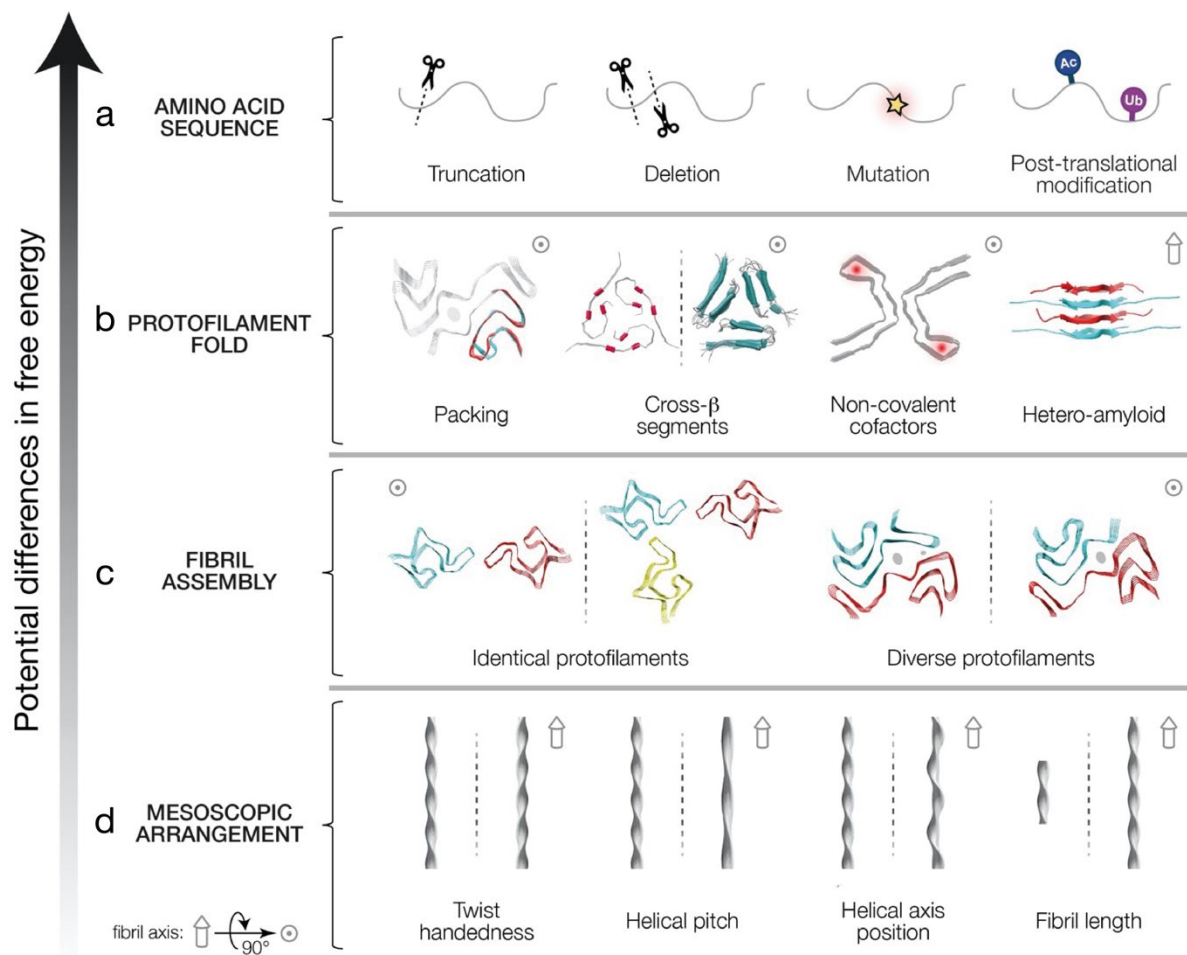 Potential differences in free energy
a
AMINO ACID
SEQUENCE
Truncation
Deletion
Mutation
Ac
Ub
Post-translational
modification
b
PROTOFILAMENT
FOLD
Packing
Cross-β
segments
Non-covalent
cofactors
Hetero-amyloid
c
FIBRIL
ASSEMBLY
Identical protofilaments
Diverse protofilaments
d
MESOSCOPIC
ARRANGEMENT
Twist
handedness
Helical pitch
Helical axis
position
Fibril length
fibril axis:
90°